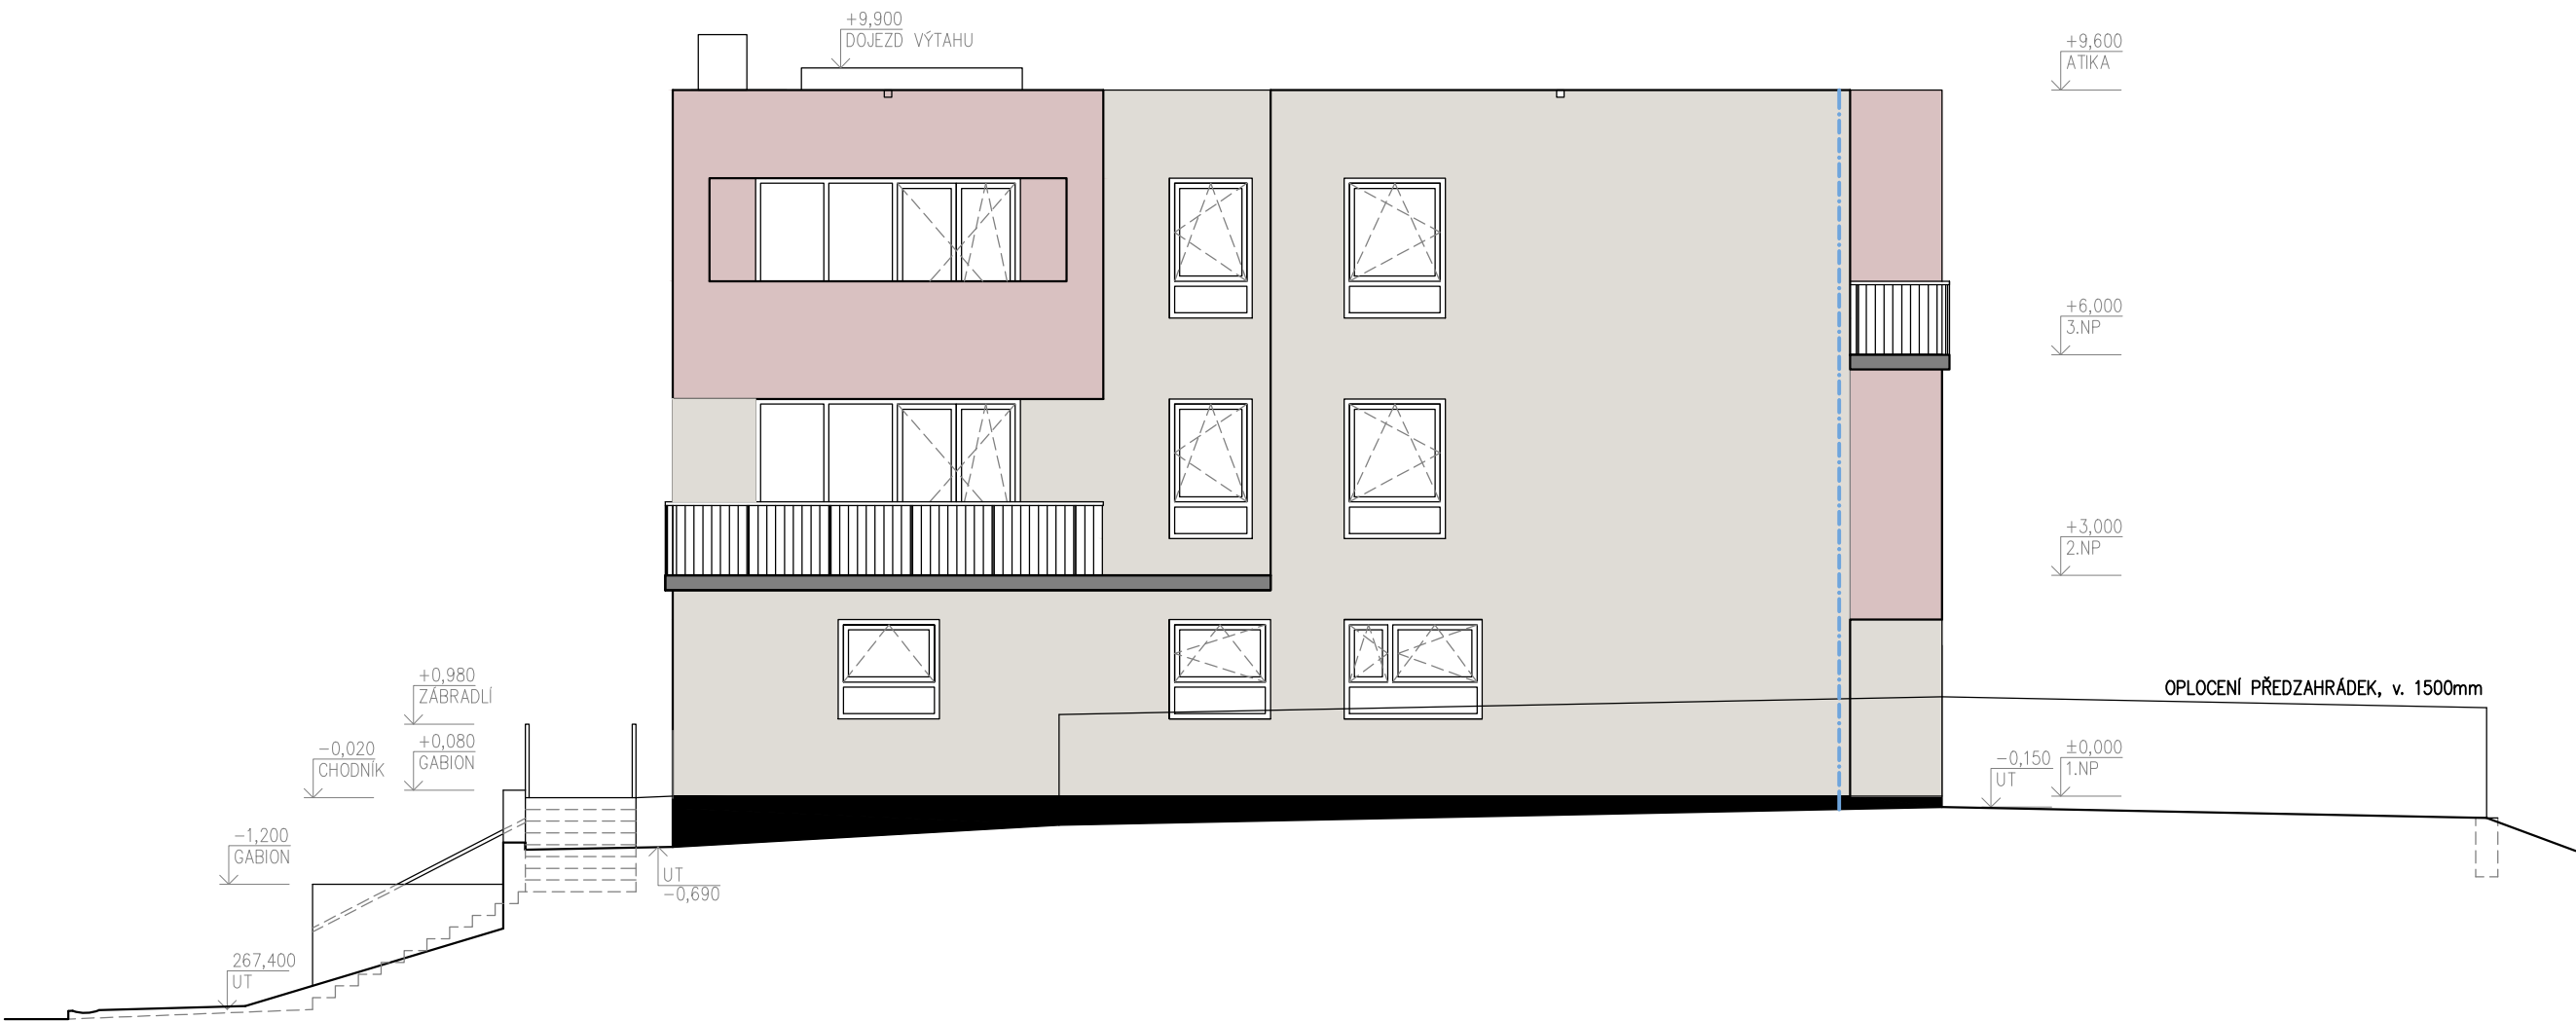 +9,900
DOJEZD VÝTAHU
+9,600
ATIKA
+6,000
3.NP
+3,000
2.NP
+0,980
ZÁBRADLÍ
OPLOCENÍ PŘEDZAHRÁDEK, v. 1500mm
+0,080
GABION
-0,020
CHODNÍK
-0,150
UT
±0,000
1.NP
-1,200
GABION
UT
-0,690
267,400
UT